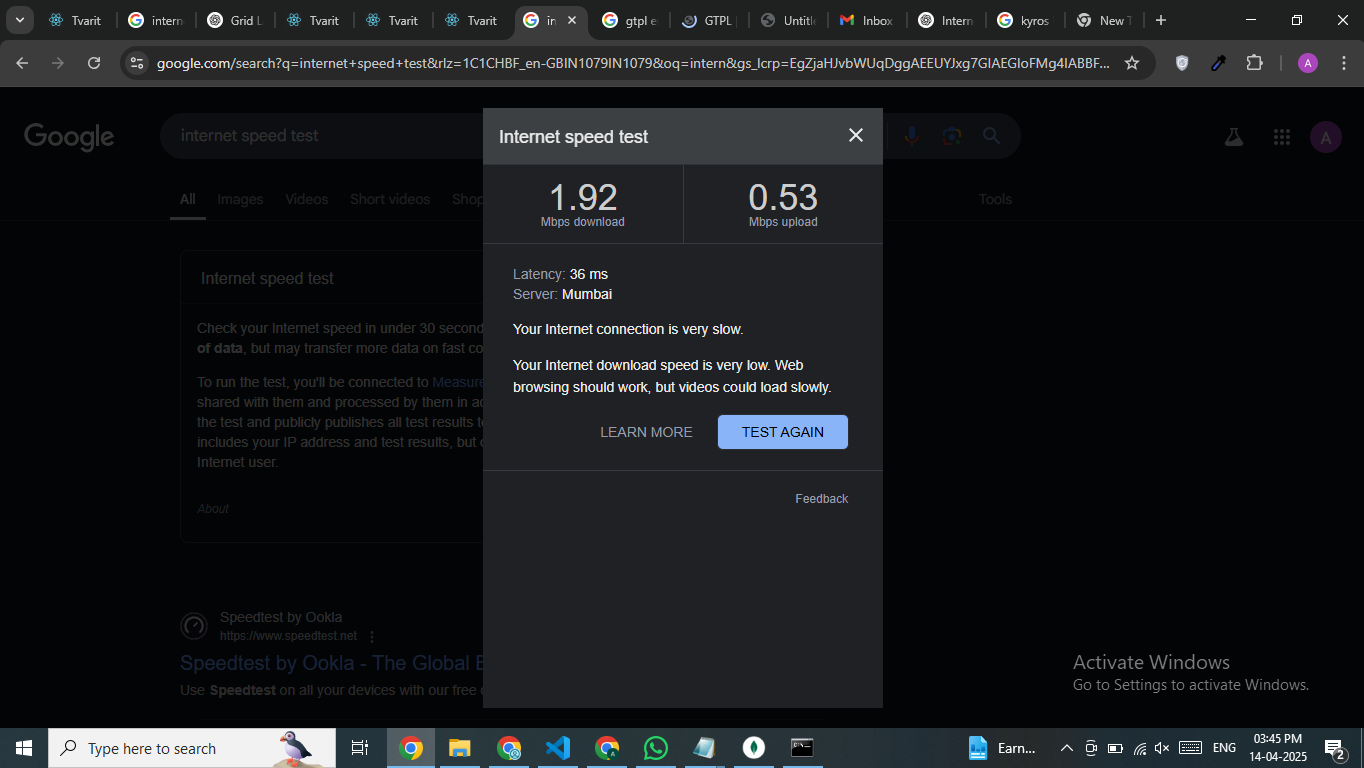 Tvarit
intern
Grid L
Tvarit
Tvarit
Tvarit
in
gtpl e
GTPL
Untitle
Inbox
Intern
kyros
New T
google.com/search?q=internet+speed+test&rlz=1C1CHBF_en-GBIN1079IN1079&oq=intern&gs_lcrp=EgZjaHJvbWUqDggAEEUYJxg7GIAEGIoFMg4IABBF...
A
Google
internet speed test
A
All
Images
Videos
Short videos
Shop
Tools
Internet speed test
Check your Internet speed in under 30 second
of data, but may transfer more data on fast co
To run the test, you'll be connected to Measure
shared with them and processed by them in ac
the test and publicly publishes all test results t
includes your IP address and test results, but
Internet user.
About
Speedtest by Ookla
https://www.speedtest.net
Speedtest by Ookla - The Global
Use Speedtest on all your devices with our free
Internet speed test
1.92
Mbps download
0.53
Mbps upload
Latency: 36 ms
Server: Mumbai
Your Internet connection is very slow.
Your Internet download speed is very low. Web
browsing should work, but videos could load slowly.
LEARN MORE
TEST AGAIN
Feedback
Activate Windows
Go to Settings to activate Windows.
Type here to search
Earn...
ENG
03:45 PM
14-04-2025
2